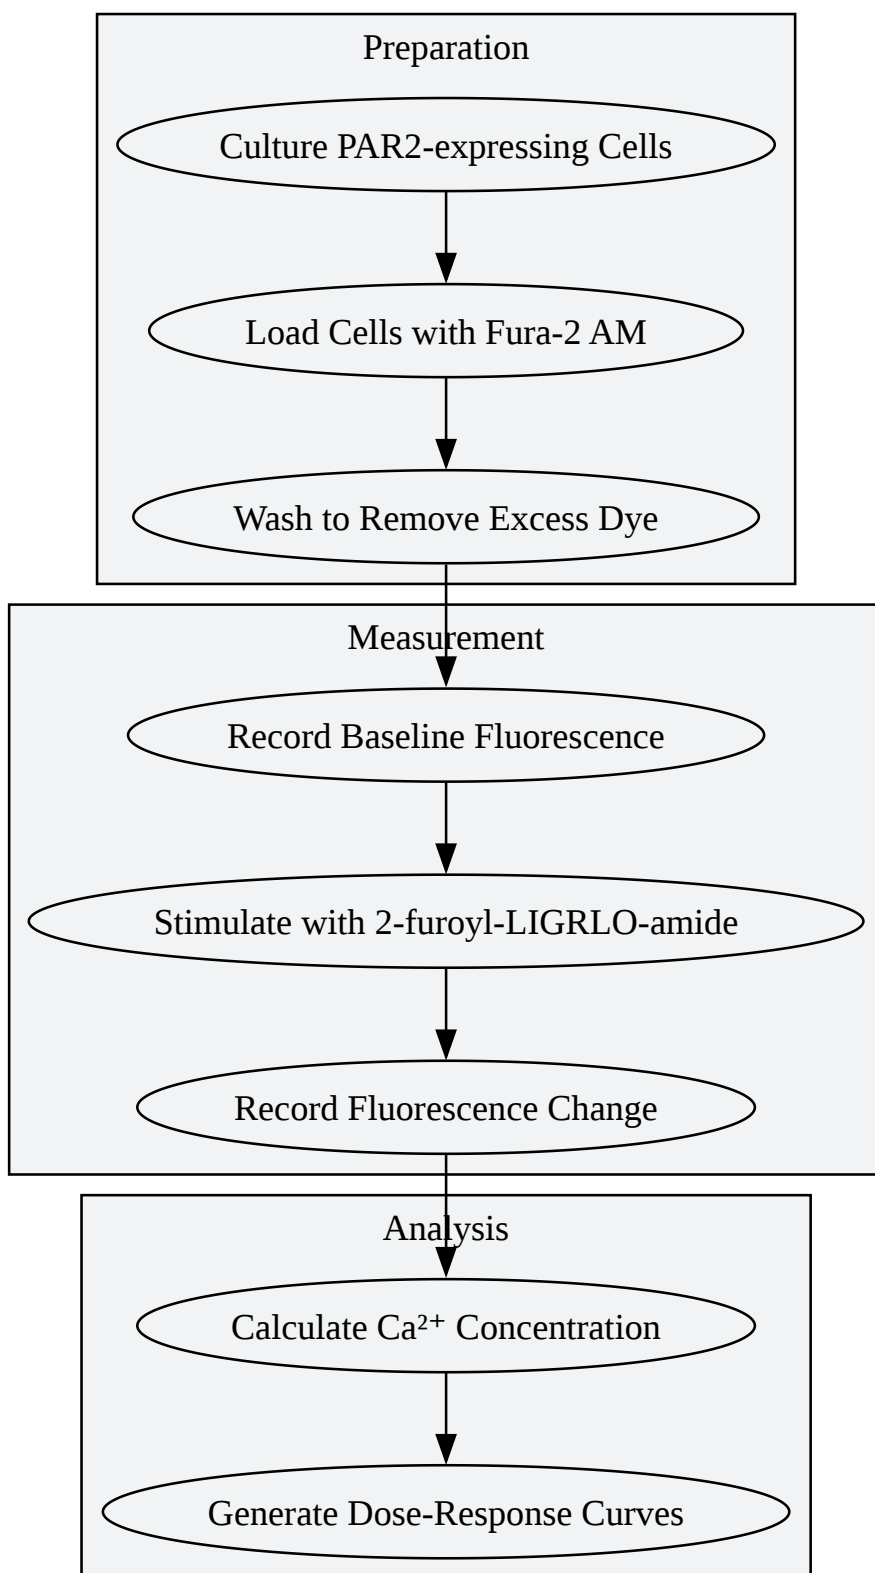 Preparation
Culture PAR2-expressing Cells
Load Cells with Fura-2 AM
Wash to Remove Excess Dye
Measurement
Record Baseline Fluorescence
Stimulate with 2-furoyl-LIGRLO-amide
Record Fluorescence Change
Analysis
Calculate Ca²⁺ Concentration
Generate Dose-Response Curves